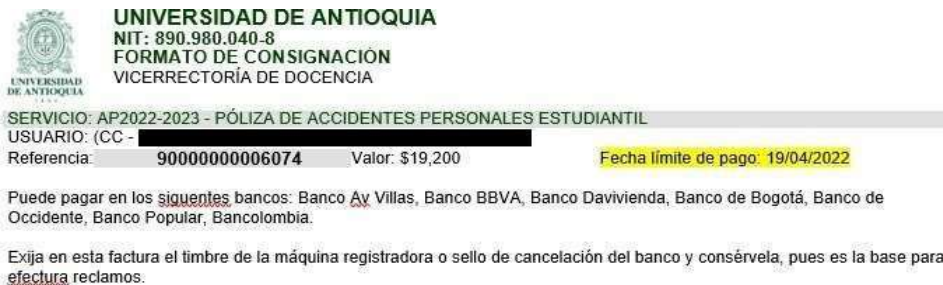 UNIVERSIDAD DE ANTIOQUIA
NIT: 890.980.040-8
FORMATO DE CONSIGNACIÓN
VICERRECTORÍA DE DOCENCIA
UNIVERSIDAD
DE ANTIOQUIA
SERVICIO: AP2022-2023 - PÓLIZA DE ACCIDENTES PERSONALES ESTUDIANTIL
USUARIO: (CC -
Referencia: 90000000006074 Valor: $19,200 Fecha límite de pago: 19/04/2022
Puede pagar en los siguentes bancos: Banco Av Villas, Banco BBVA, Banco Davivienda, Banco de Bogotá, Banco de
Occidente, Banco Popular, Bancolombia.
Exija en esta factura el timbre de la máquina registradora o sello de cancelación del banco y consérvela, pues es la base para
efectura reclamos.